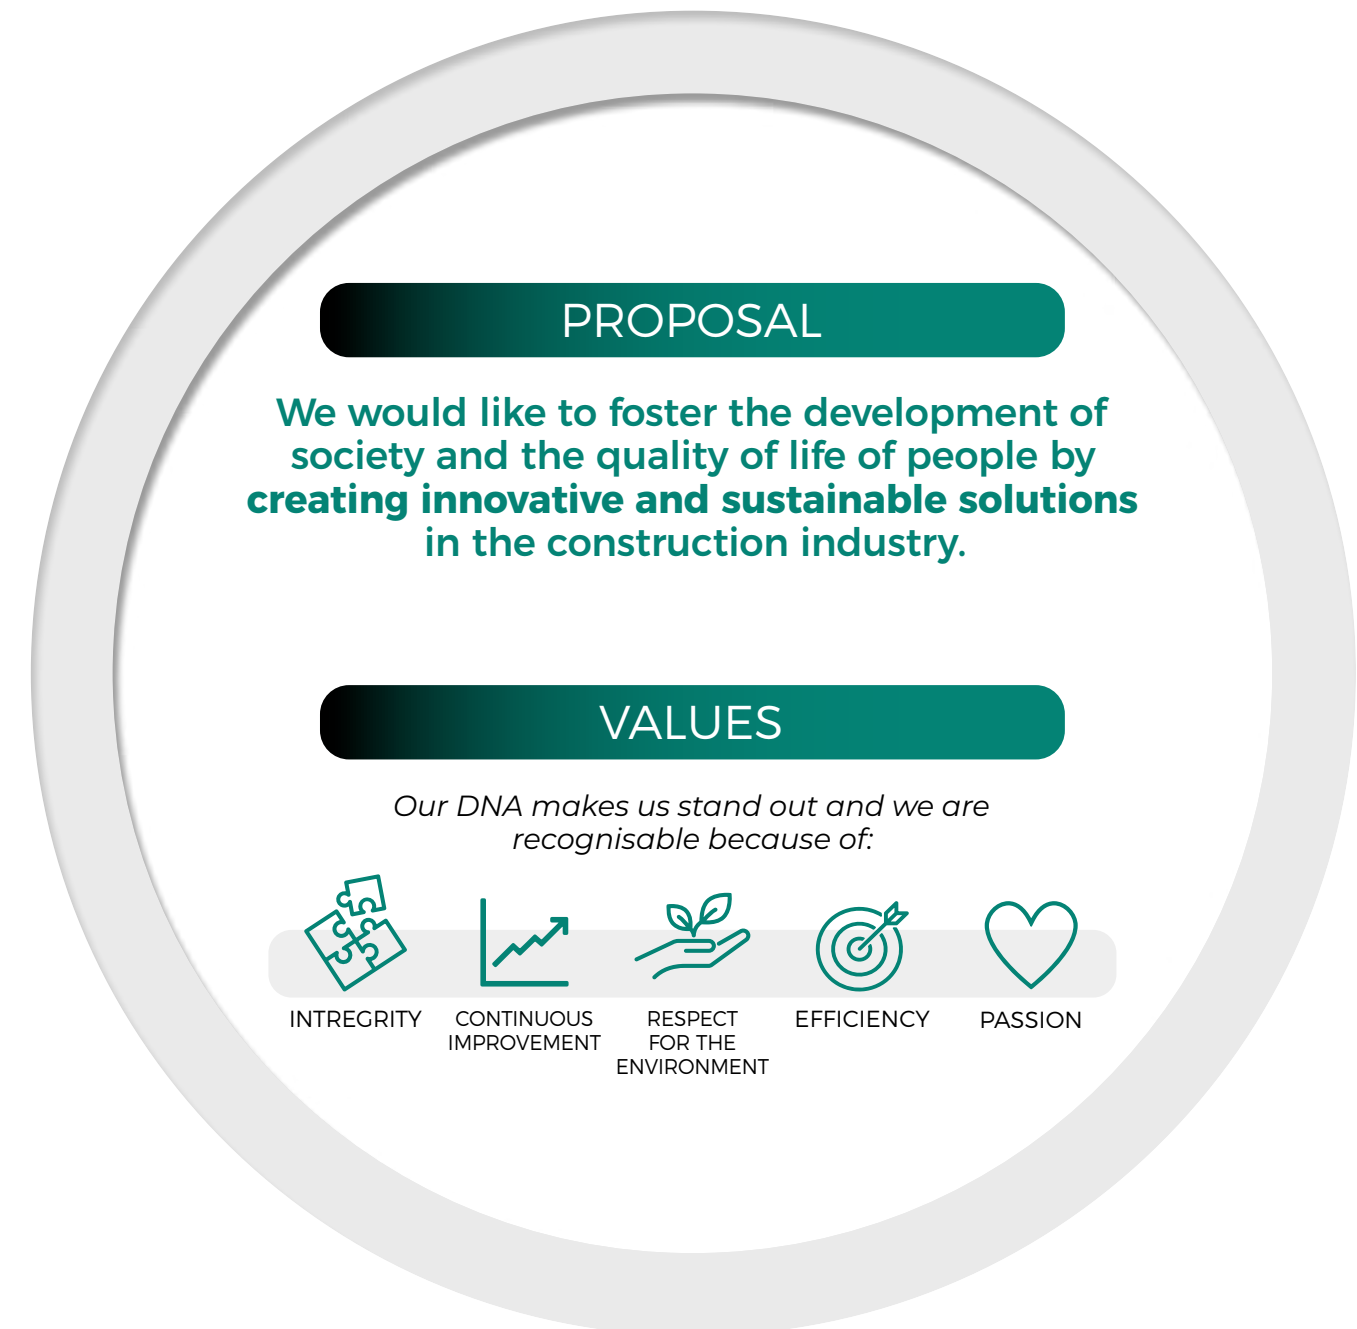 PROPOSAL
We would like to foster the development of
society and the quality of life of people by
creating innovative and sustainable solutions
in the construction industry.
VALUES
Our DNA makes us stand out and we are
recognisable because of:
INTREGRITY
CONTINUOUS
IMPROVEMENT
RESPECT
FOR THE
ENVIRONMENT
EFFICIENCY
PASSION